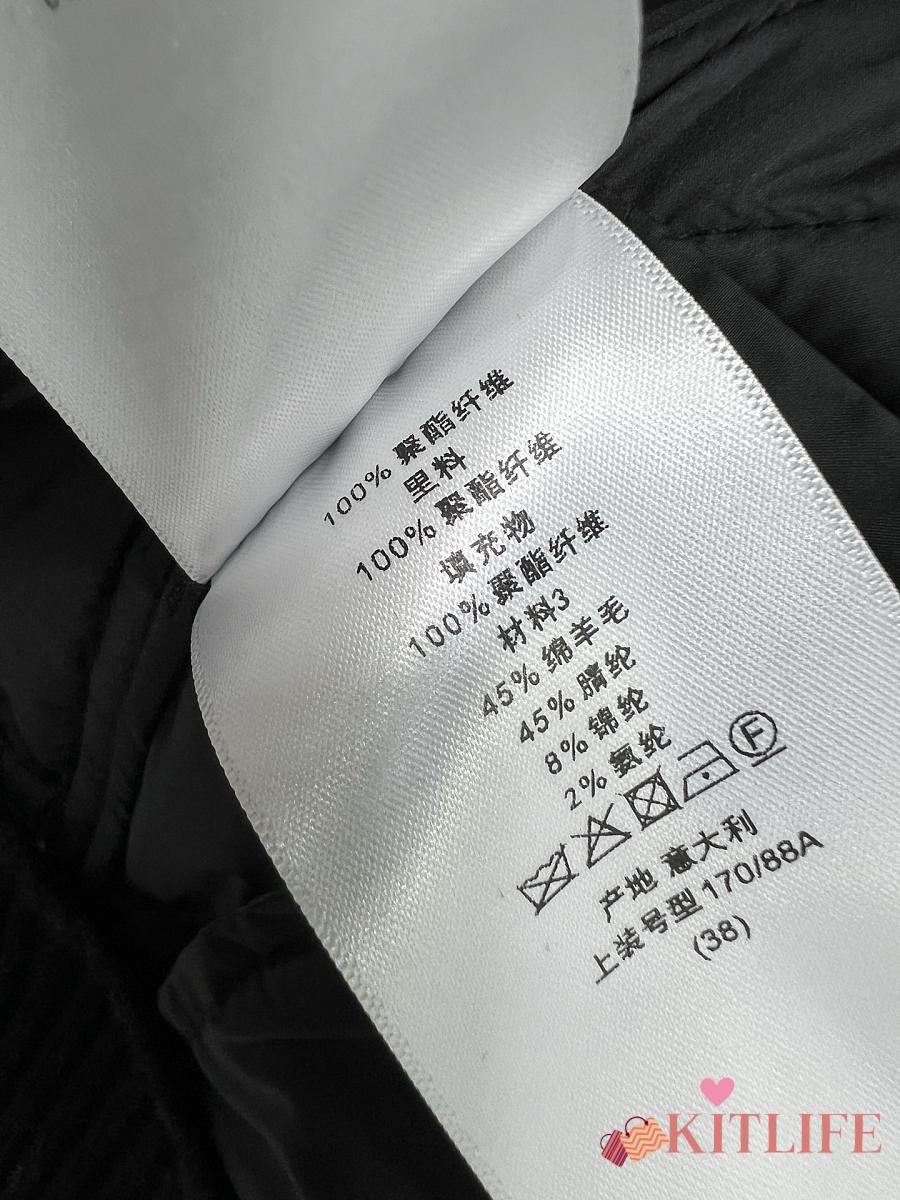 100% 聚酯纤维
里料
100% 聚酯纤维
填充物
100% 聚酯纤维
材料3
45% 绵羊毛
45% 腈纶
8% 锦纶
2% 氨纶
F
产地 意大利
上装号型 170/88A
(38)
KITLIFE